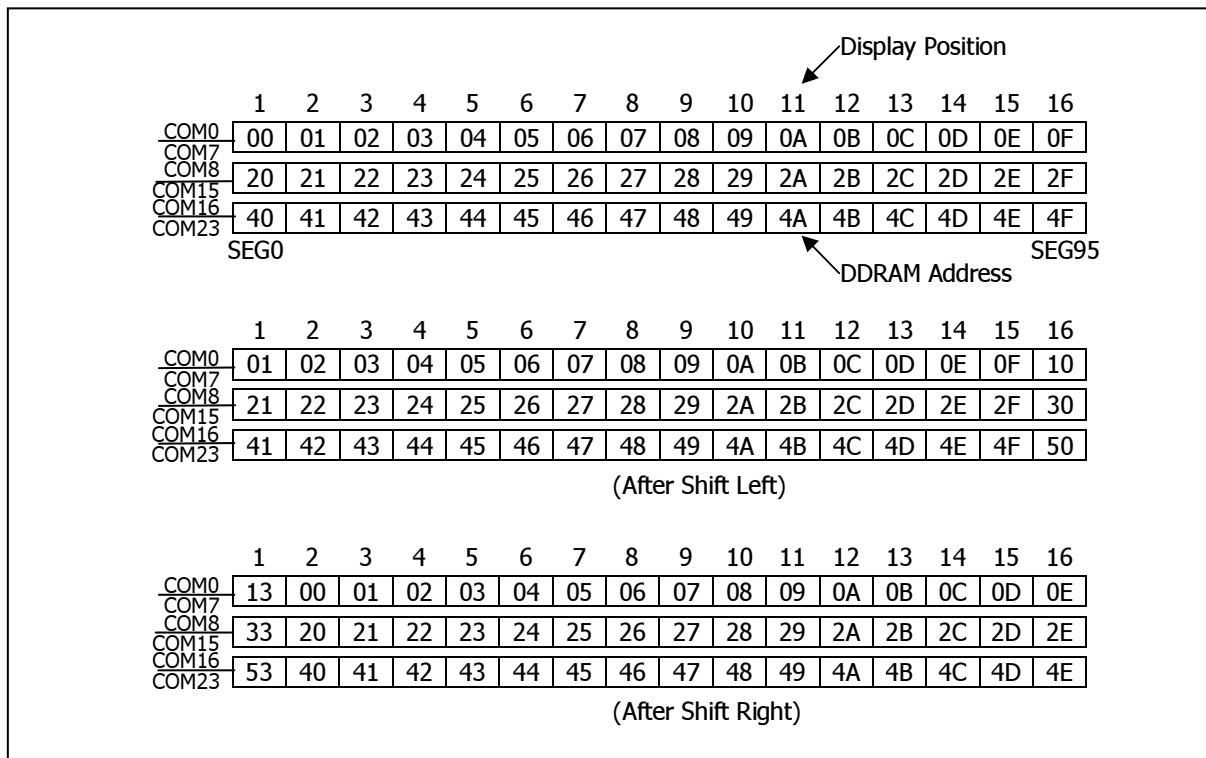 Display Position
1 2 3 4 5 6 7 8 9 10 11 12 13 14 15 16
COM0
COM7
00 01 02 03 04 05 06 07 08 09 0A 0B 0C 0D 0E 0F
COM8
COM15
20 21 22 23 24 25 26 27 28 29 2A 2B 2C 2D 2E 2F
COM16
COM23
40 41 42 43 44 45 46 47 48 49 4A 4B 4C 4D 4E 4F
SEG0 SEG95
DDRAM Address
1 2 3 4 5 6 7 8 9 10 11 12 13 14 15 16
COM0
COM7
01 02 03 04 05 06 07 08 09 0A 0B 0C 0D 0E 0F 10
COM8
COM15
21 22 23 24 25 26 27 28 29 2A 2B 2C 2D 2E 2F 30
COM16
COM23
41 42 43 44 45 46 47 48 49 4A 4B 4C 4D 4E 4F 50
(After Shift Left)
1 2 3 4 5 6 7 8 9 10 11 12 13 14 15 16
COM0
COM7
13 00 01 02 03 04 05 06 07 08 09 0A 0B 0C 0D 0E
COM8
COM15
33 20 21 22 23 24 25 26 27 28 29 2A 2B 2C 2D 2E
COM16
COM23
53 40 41 42 43 44 45 46 47 48 49 4A 4B 4C 4D 4E
(After Shift Right)